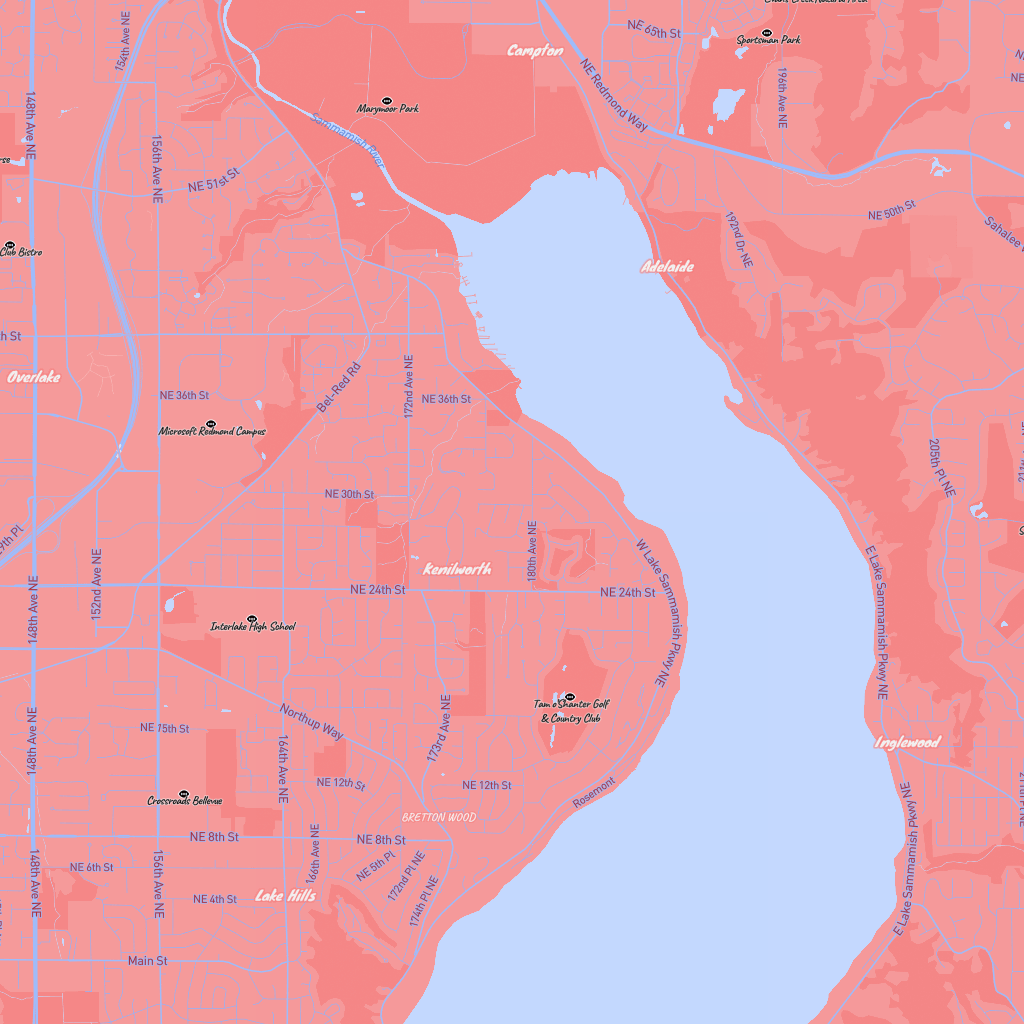 154th Ave NE
NE 65th St
Sportsman Park
Campton
NE Redmond Way
196th Ave NE
148th Ave NE
Marymoor Park
Sammamish River
156th Ave NE
NE 51st St
NE 50th St
192nd Dr NE
Sahalee
Club Bistro
Adelaide
h St
Overlake
NE 36th St
Bel-Red Rd
172nd Ave NE
NE 36th St
Microsoft Redmond Campus
205th Pl NE
NE 30th St
29th Pl
180th Ave NE
W Lake Sammamish Pkwy NE
E Lake Sammamish Pkwy NE
Kenilworth
148th Ave NE
152nd Ave NE
NE 24th St
NE 24th St
Interlake High School
Tam o'Shanter Golf
& Country Club
148th Ave NE
NE 15th St
Northup Way
173rd Ave NE
Inglewood
164th Ave NE
NE 12th St
NE 12th St
Rosemont
Crossroads Bellevue
BRETTON WOOD
NE 8th St
NE 8th St
E Lake Sammamish Pkwy NE
148th Ave NE
156th Ave NE
NE 6th St
166th Ave NE
NE 5th Pl
172nd Pl NE
174th Pl NE
NE 4th St
Lake Hills
Main St